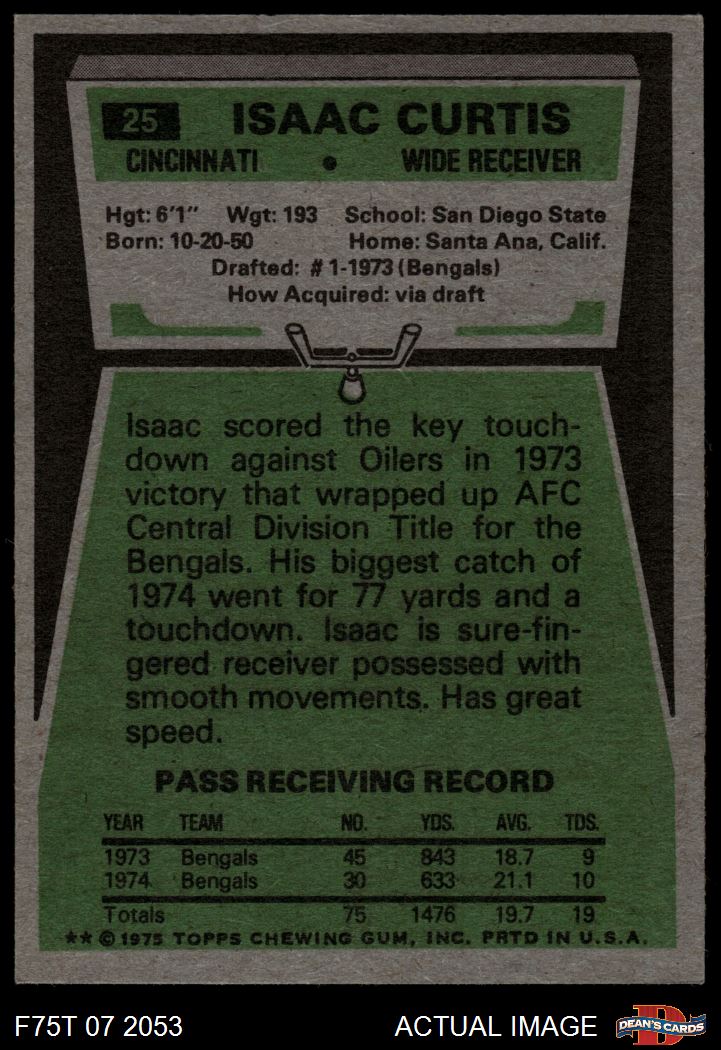 25 ISAAC CURTIS
CINCINNATI • WIDE RECEIVER
Hgt: 6'1" Wgt: 193 School: San Diego State
Born: 10-20-50 Home: Santa Ana, Calif.
Drafted: #1-1973 (Bengals)
How Acquired: via draft
Isaac scored the key touch-
down against Oilers in 1973
victory that wrapped up AFC
Central Division Title for the
Bengals. His biggest catch of
1974 went for 77 yards and a
touchdown. Isaac is sure-fin-
gered receiver possessed with
smooth movements. Has great
speed.
PASS RECEIVING RECORD
YEAR TEAM NO. YDS. AVG. TDS.
1973 Bengals 45 843 18.7 9
1974 Bengals 30 633 21.1 10
Totals 75 1476 19.7 19
** © 1975 TOPPS CHEWING GUM, INC. PRTD IN U.S.A.
F75T 07 2053 ACTUAL IMAGE D DEAN'S CARDS